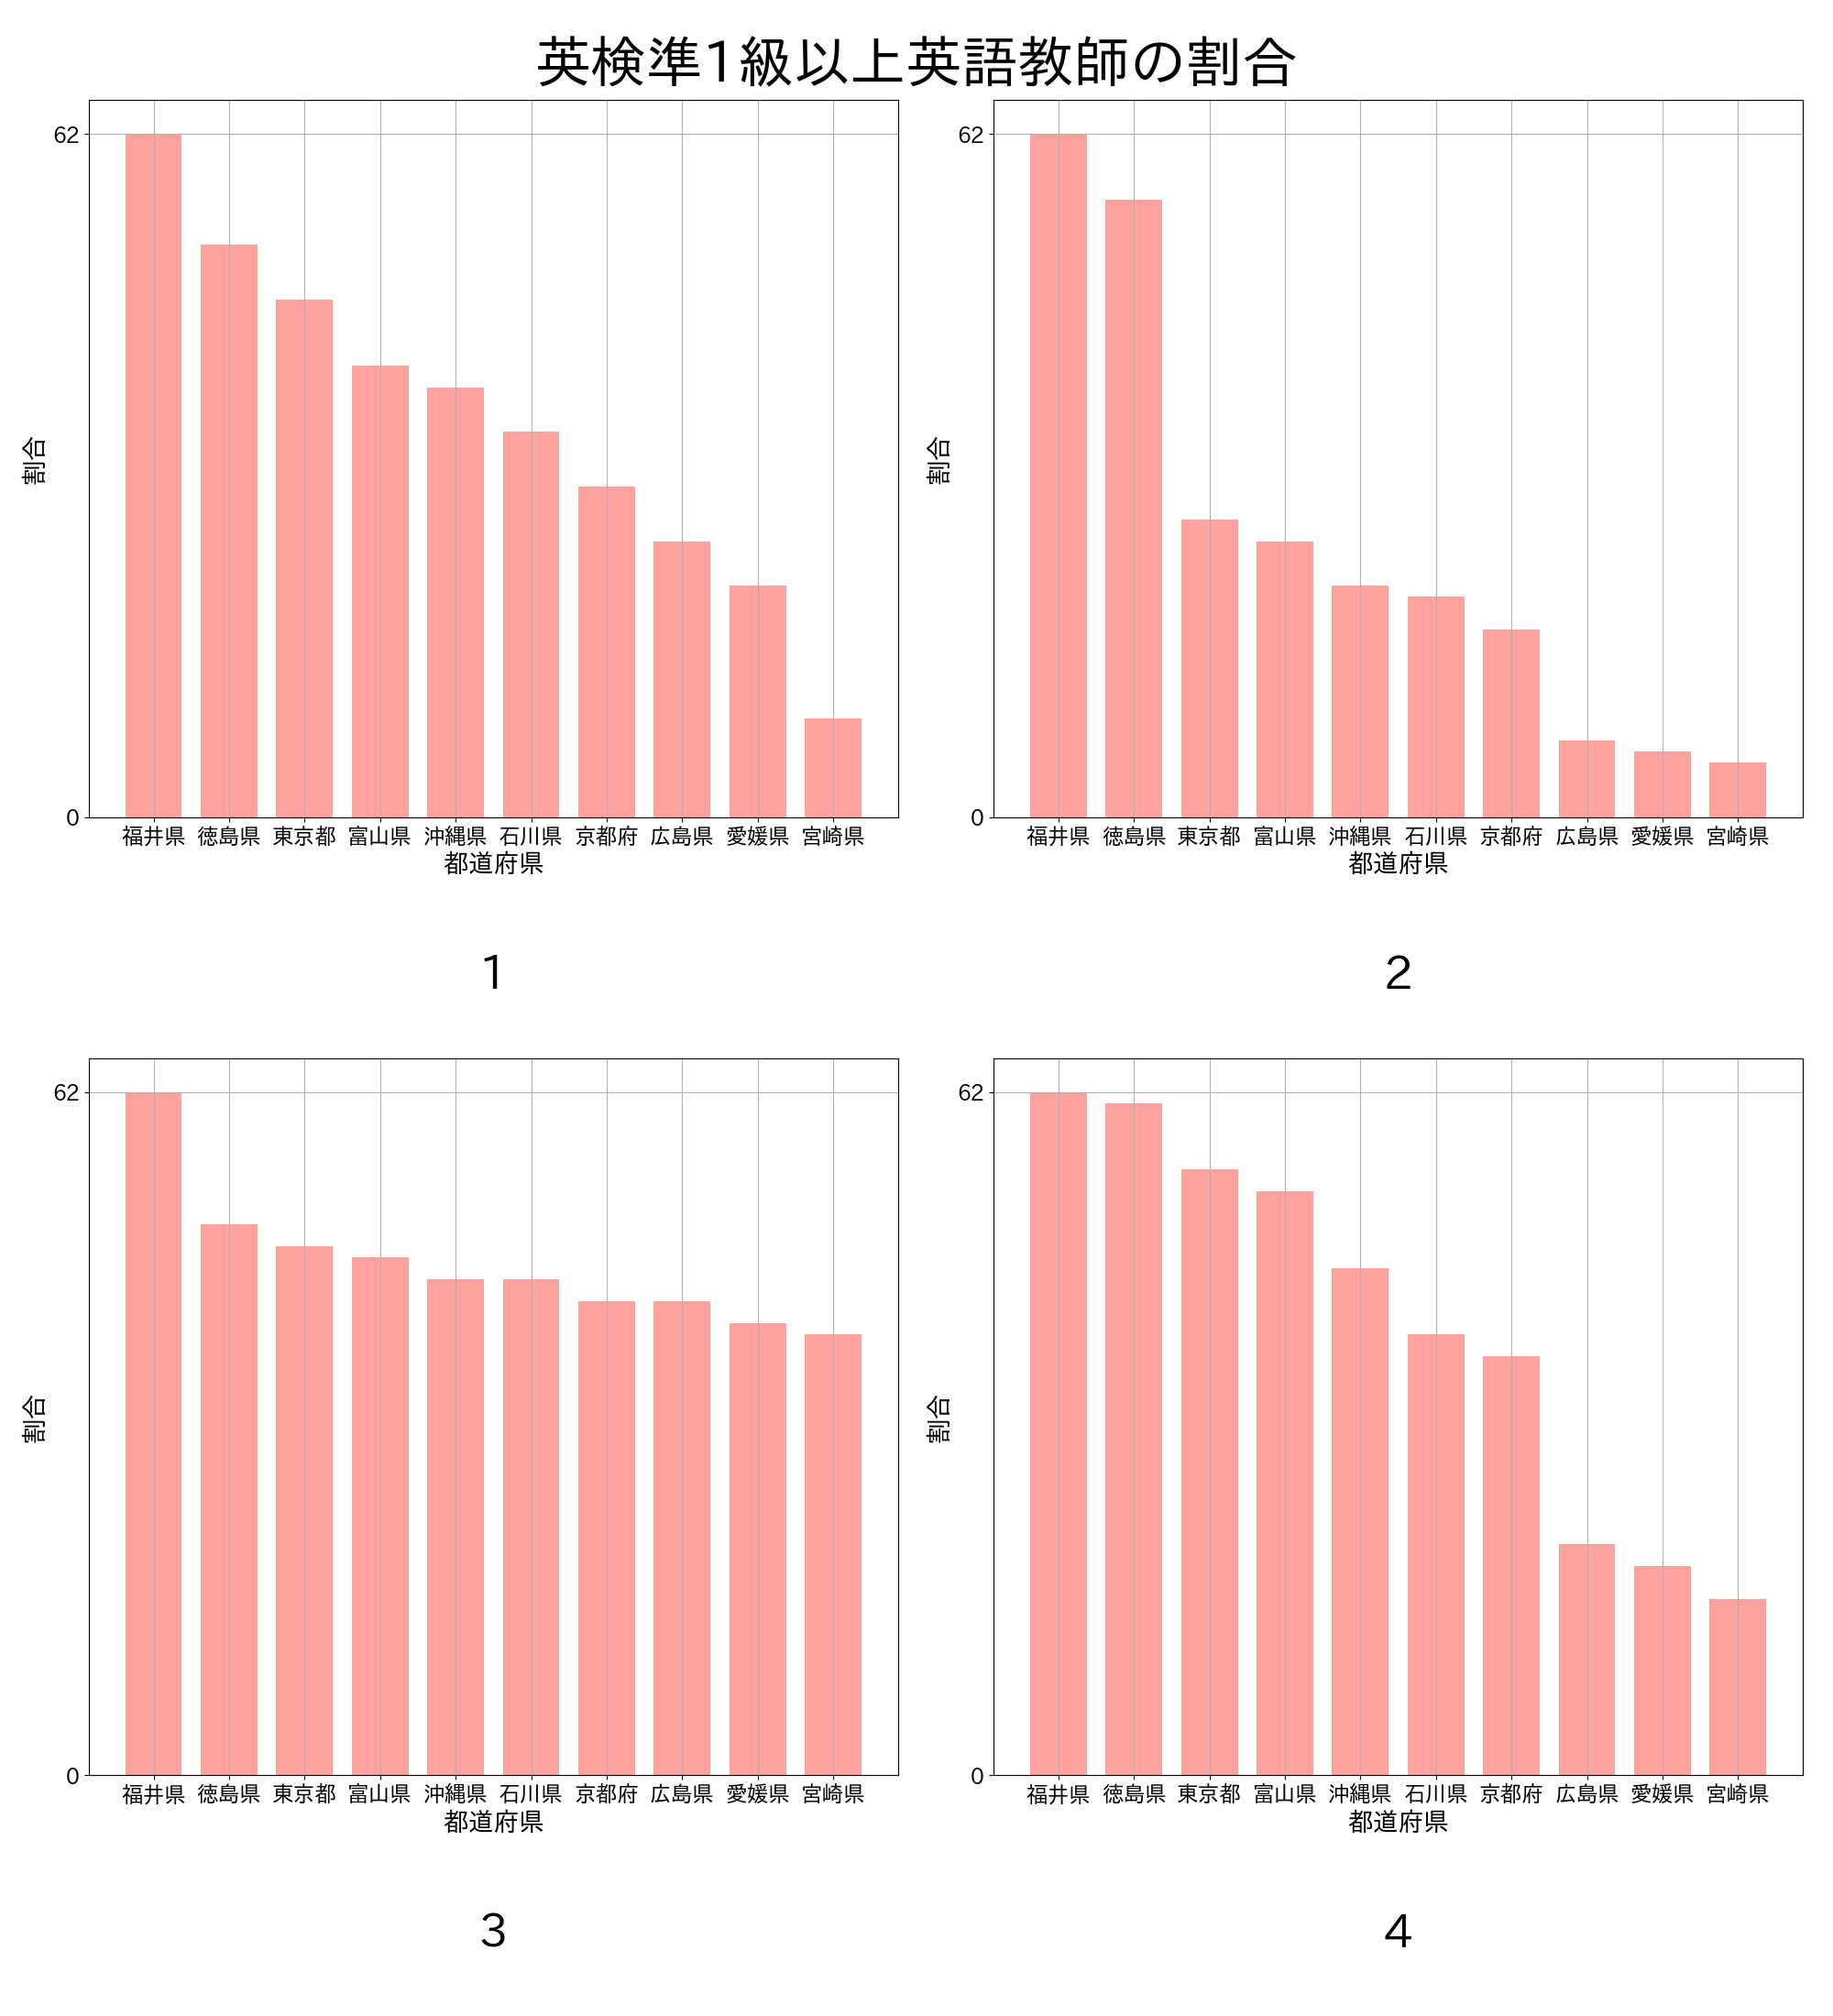 英検準1級以上英語教師の割合
62
0
割合
福井県 徳島県 東京都 富山県 沖縄県 石川県 京都府 広島県 愛媛県 宮崎県
都道府県
1
62
0
割合
福井県 徳島県 東京都 富山県 沖縄県 石川県 京都府 広島県 愛媛県 宮崎県
都道府県
2
62
0
割合
福井県 徳島県 東京都 富山県 沖縄県 石川県 京都府 広島県 愛媛県 宮崎県
都道府県
3
62
0
割合
福井県 徳島県 東京都 富山県 沖縄県 石川県 京都府 広島県 愛媛県 宮崎県
都道府県
4